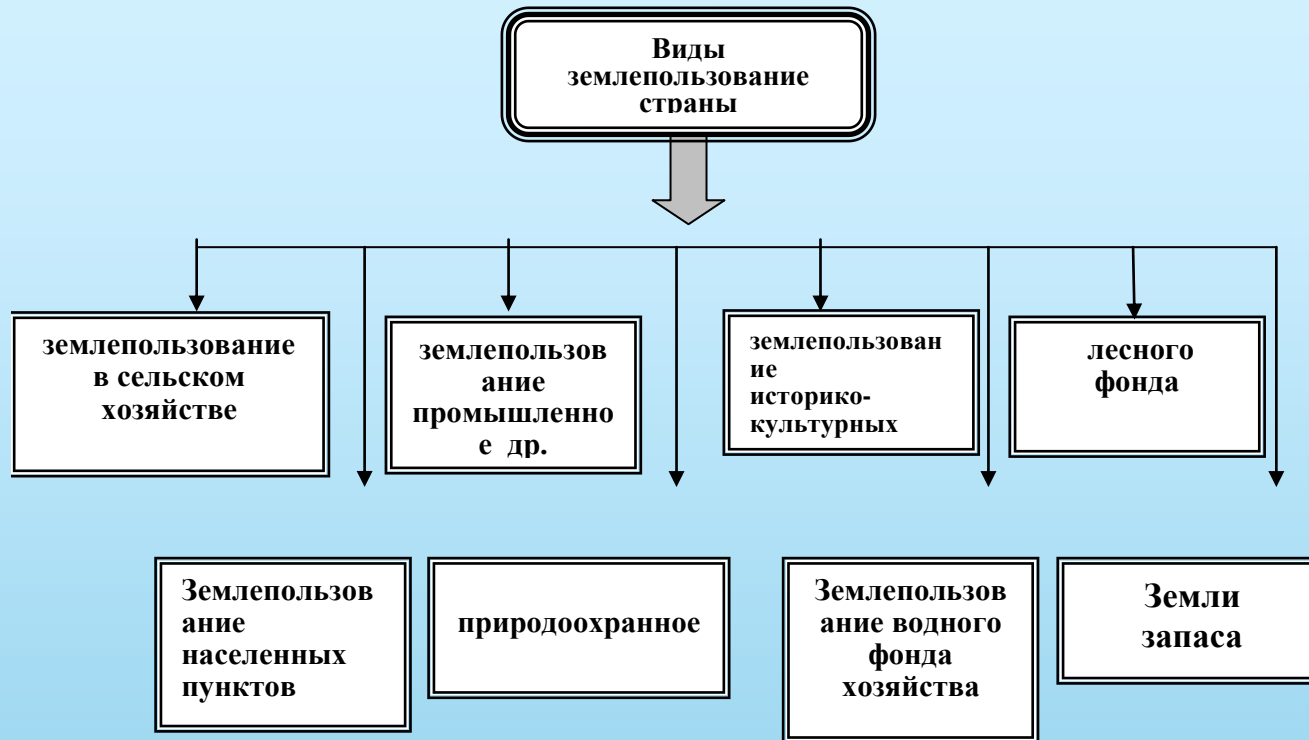 Виды
землепользование
страны
землепользование
в сельском
хозяйстве
землепользов
ание
промышленно
е др.
землепользован
ие
историко-
культурных
лесного
фонда
Землепользов
ание
населенных
пунктов
природоохранное
Землепользов
ание водного
фонда
хозяйства
Земли
запаса